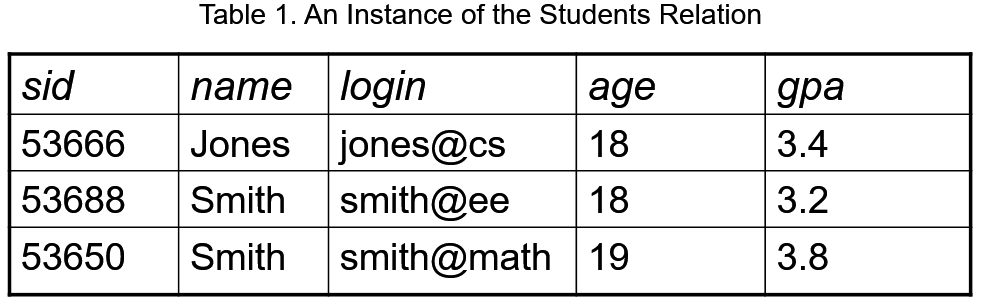 Table 1. An Instance of the Students Relation
sid name login age gpa
53666 Jones jones@cs 18 3.4
53688 Smith smith@ee 18 3.2
53650 Smith smith@math 19 3.8